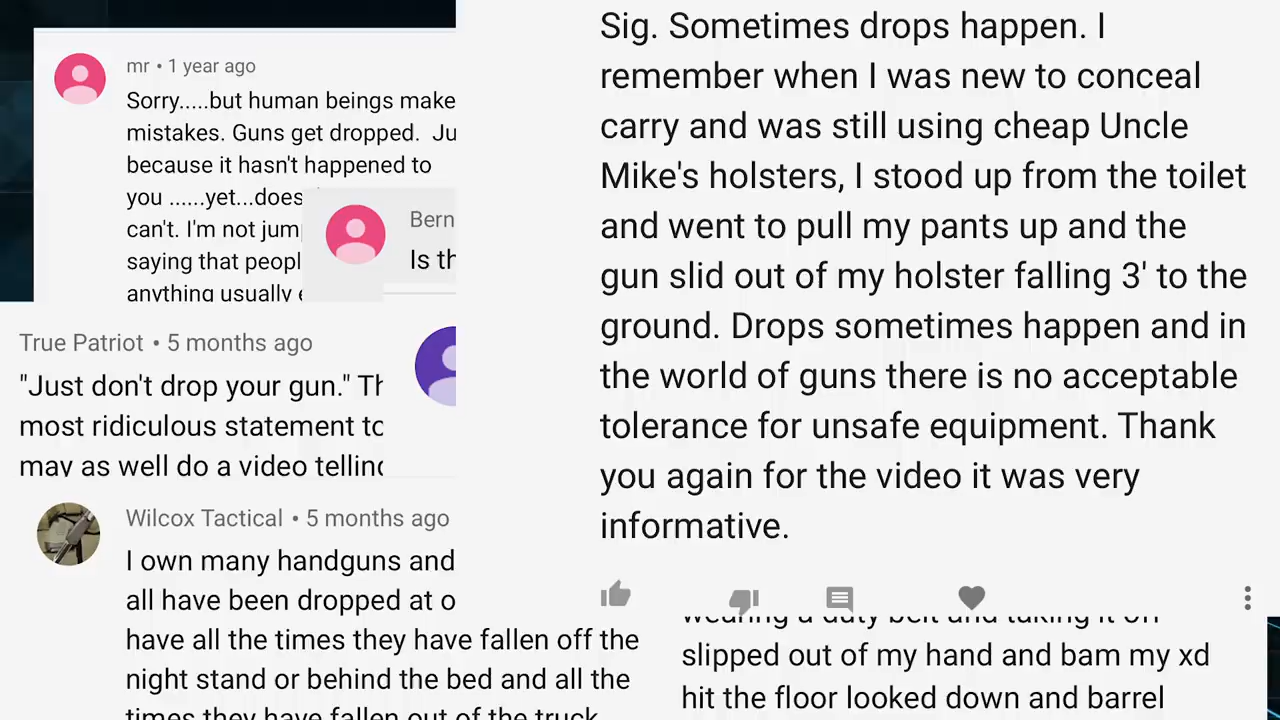 mr • 1 year ago
Sorry.....but human beings make
mistakes. Guns get dropped. Ju
because it hasn't happened to
you ......yet...does
can't. I'm not jum
saying that peopl
anything usually e
Bern
Is th
True Patriot • 5 months ago
"Just don't drop your gun." Th
most ridiculous statement to
may as well do a video telling
Wilcox Tactical • 5 months ago
I own many handguns and
all have been dropped at o
have all the times they have fallen off the
night stand or behind the bed and all the
times they have fallen out of the truck
Sig. Sometimes drops happen. I
remember when I was new to conceal
carry and was still using cheap Uncle
Mike's holsters, I stood up from the toilet
and went to pull my pants up and the
gun slid out of my holster falling 3' to the
ground. Drops sometimes happen and in
the world of guns there is no acceptable
tolerance for unsafe equipment. Thank
you again for the video it was very
informative.
wearing a duty belt and taking it off
slipped out of my hand and bam my xd
hit the floor looked down and barrel